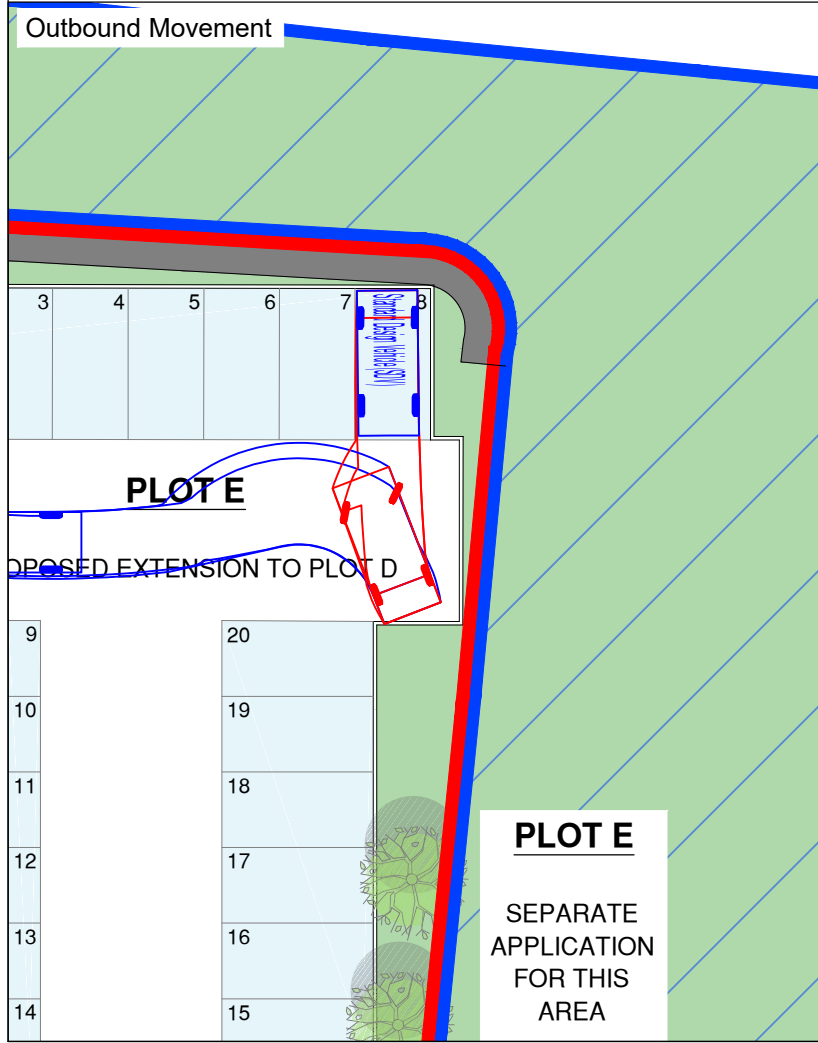 Outbound Movement
3 4 5 6 7 8
Standard Design Vehicle (SDV)
PLOT E
OPOSED EXTENSION TO PLOT D
9 20
10 19
11 18
12 17
13 16
14 15
PLOT E
SEPARATE
APPLICATION
FOR THIS
AREA